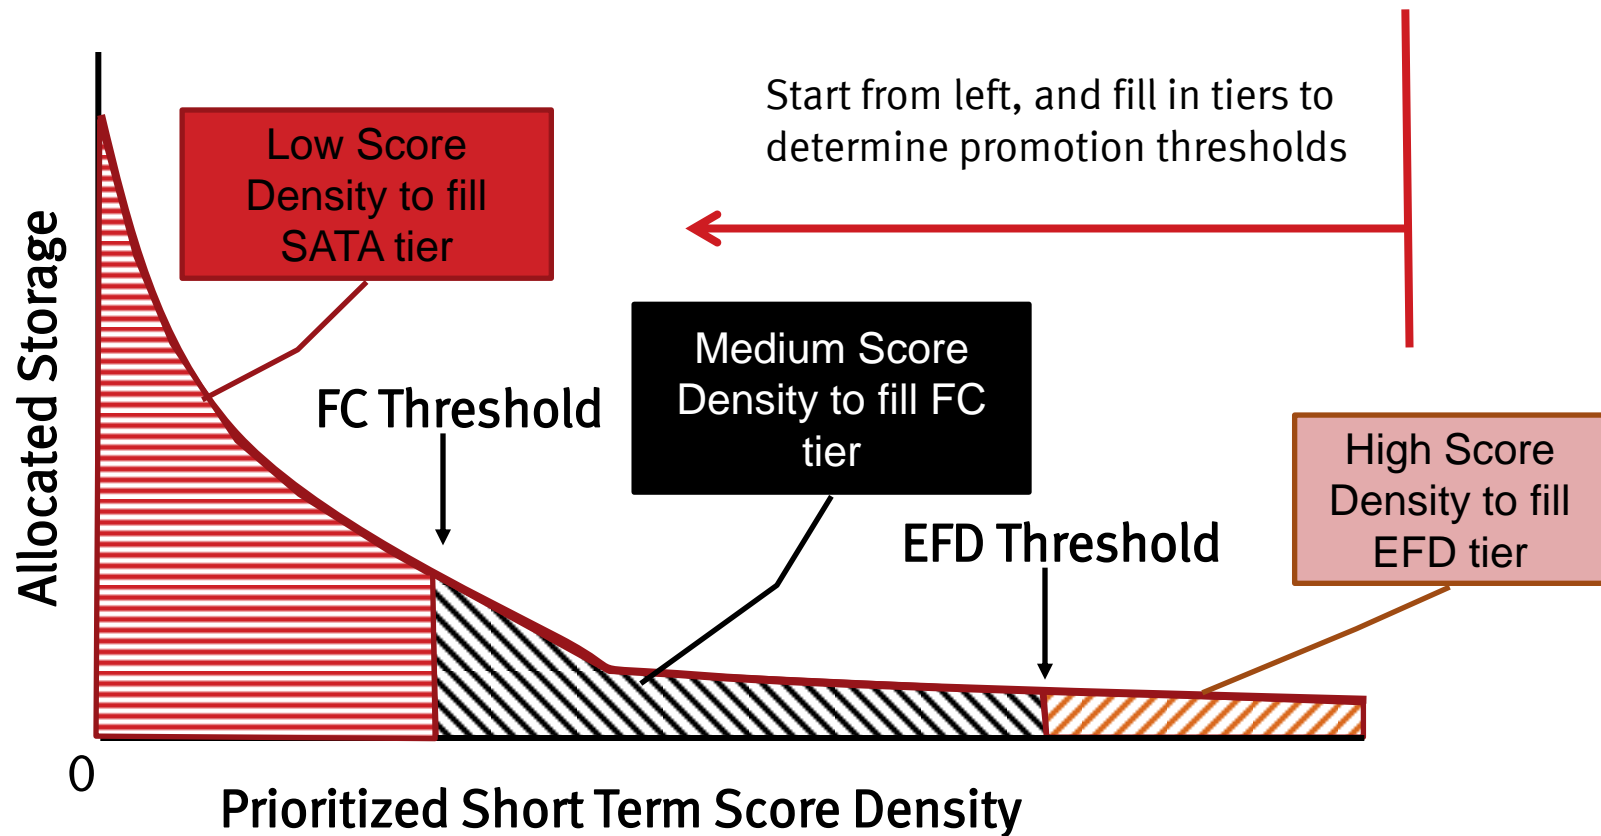 Start from left, and fill in tiers to
determine promotion thresholds
Low Score
Density to fill
SATA tier
Allocated Storage
FC Threshold
Medium Score
Density to fill FC
tier
EFD Threshold
High Score
Density to fill
EFD tier
0
Prioritized Short Term Score Density